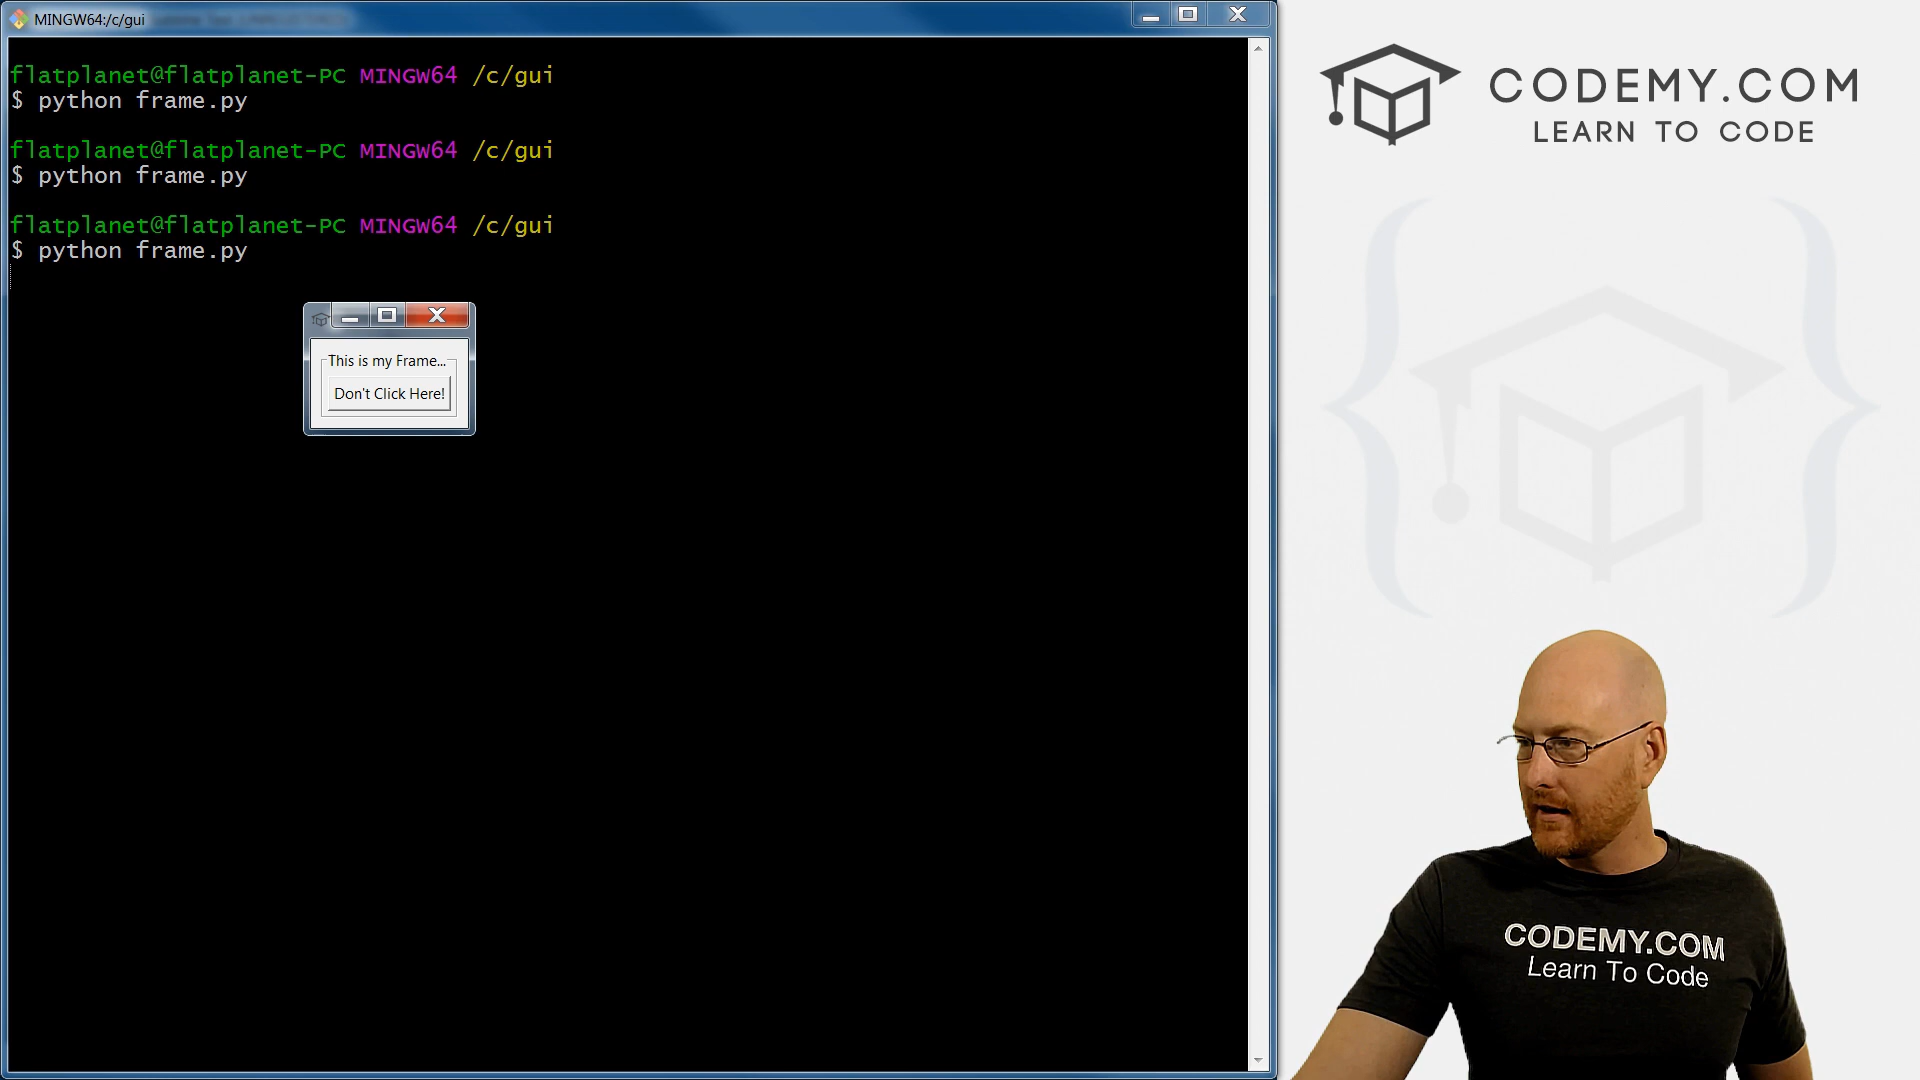 MINGW64:/c/gui
flatplanet@flatplanet-PC MINGW64 /c/gui
$ python frame.py
flatplanet@flatplanet-PC MINGW64 /c/gui
$ python frame.py
flatplanet@flatplanet-PC MINGW64 /c/gui
$ python frame.py
This is my Frame...
Don't Click Here!
CODEMY.COM
LEARN TO CODE
CODEMY.COM
Learn To Code